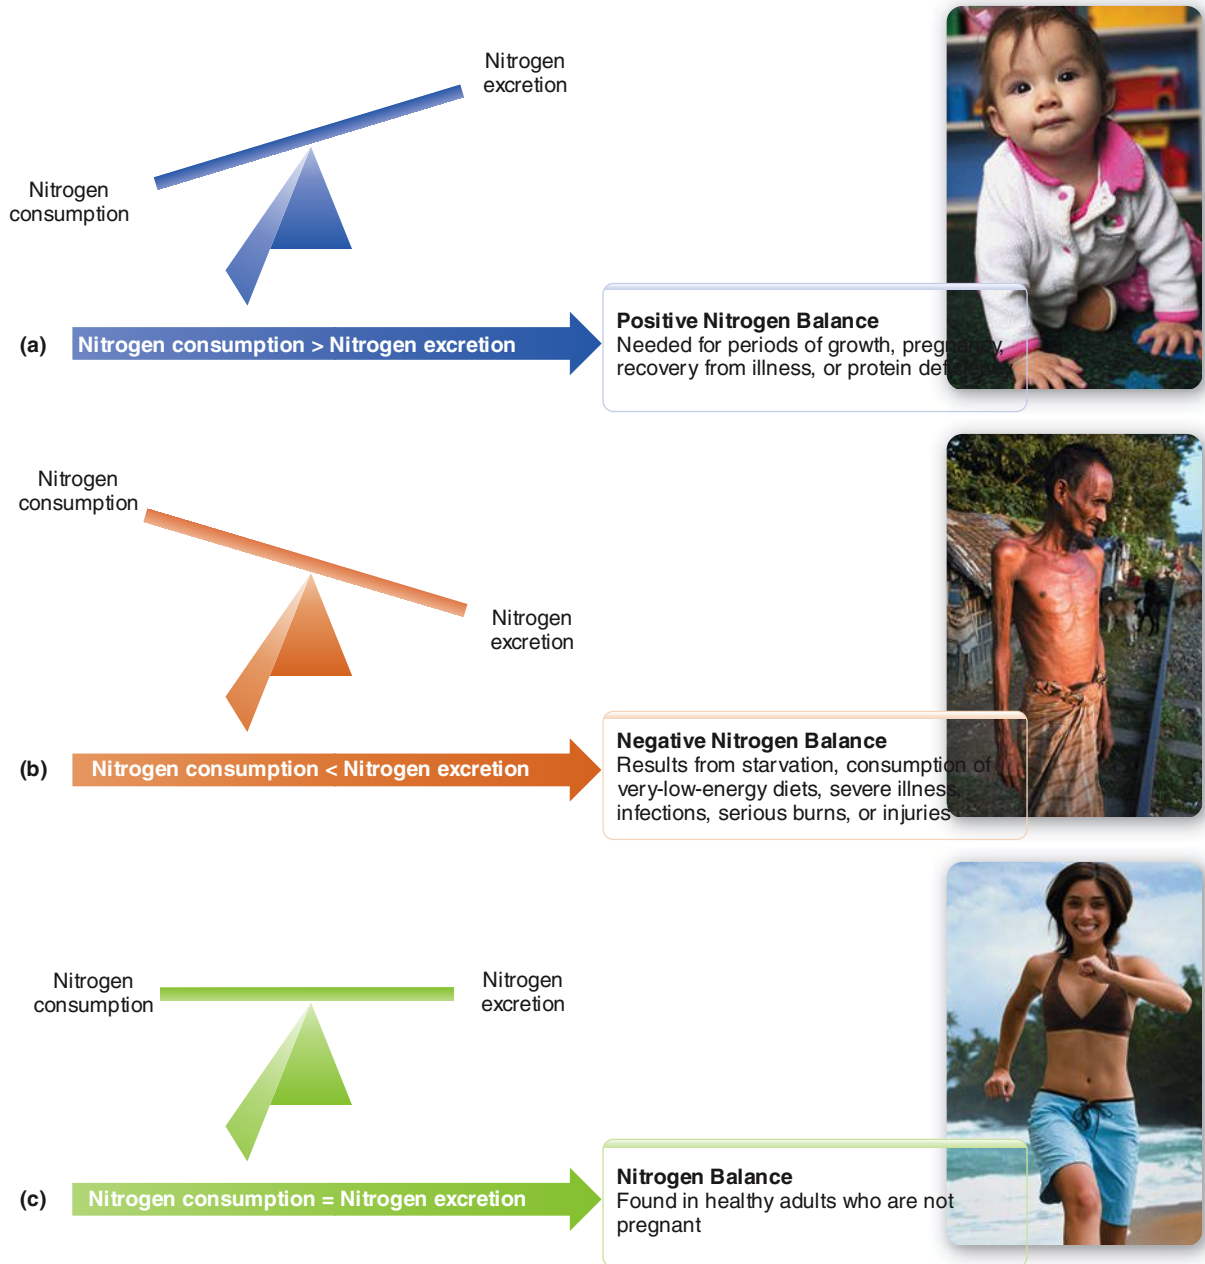 Nitrogen
excretion
Nitrogen
consumption
(a)
Nitrogen consumption > Nitrogen excretion
Positive Nitrogen Balance
Needed for periods of growth, pregnancy,
recovery from illness, or protein deficiency
Nitrogen
consumption
Nitrogen
excretion
(b)
Nitrogen consumption < Nitrogen excretion
Negative Nitrogen Balance
Results from starvation, consumption of
very-low-energy diets, severe illness,
infections, serious burns, or injuries
Nitrogen
consumption
Nitrogen
excretion
(c)
Nitrogen consumption = Nitrogen excretion
Nitrogen Balance
Found in healthy adults who are not
pregnant